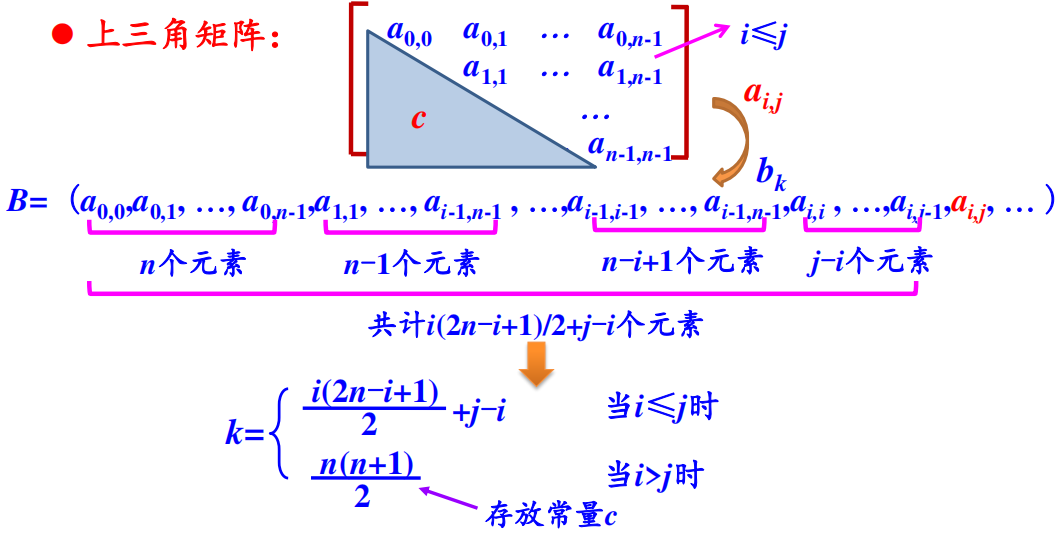 ● 上三角矩阵：
a0,0 a0,1 … a0,n-1
i≤j
a1,1 … a1,n-1
ai,j
c
…
an-1,n-1
bk
B=（a0,0,a0,1, …, a0,n-1,a1,1, …, ai-1,n-1 , …,ai-1,i-1, …, ai-1,n-1,ai,i , …,ai,j-1,ai,j, … ）
n个元素 n-1个元素 n-i+1个元素 j-i个元素
共计i(2n-i+1)/2+j-i个元素
k= { i(2n-i+1)/2 +j-i 当i≤j时
n(n+1)/2 当i>j时
存放常量c